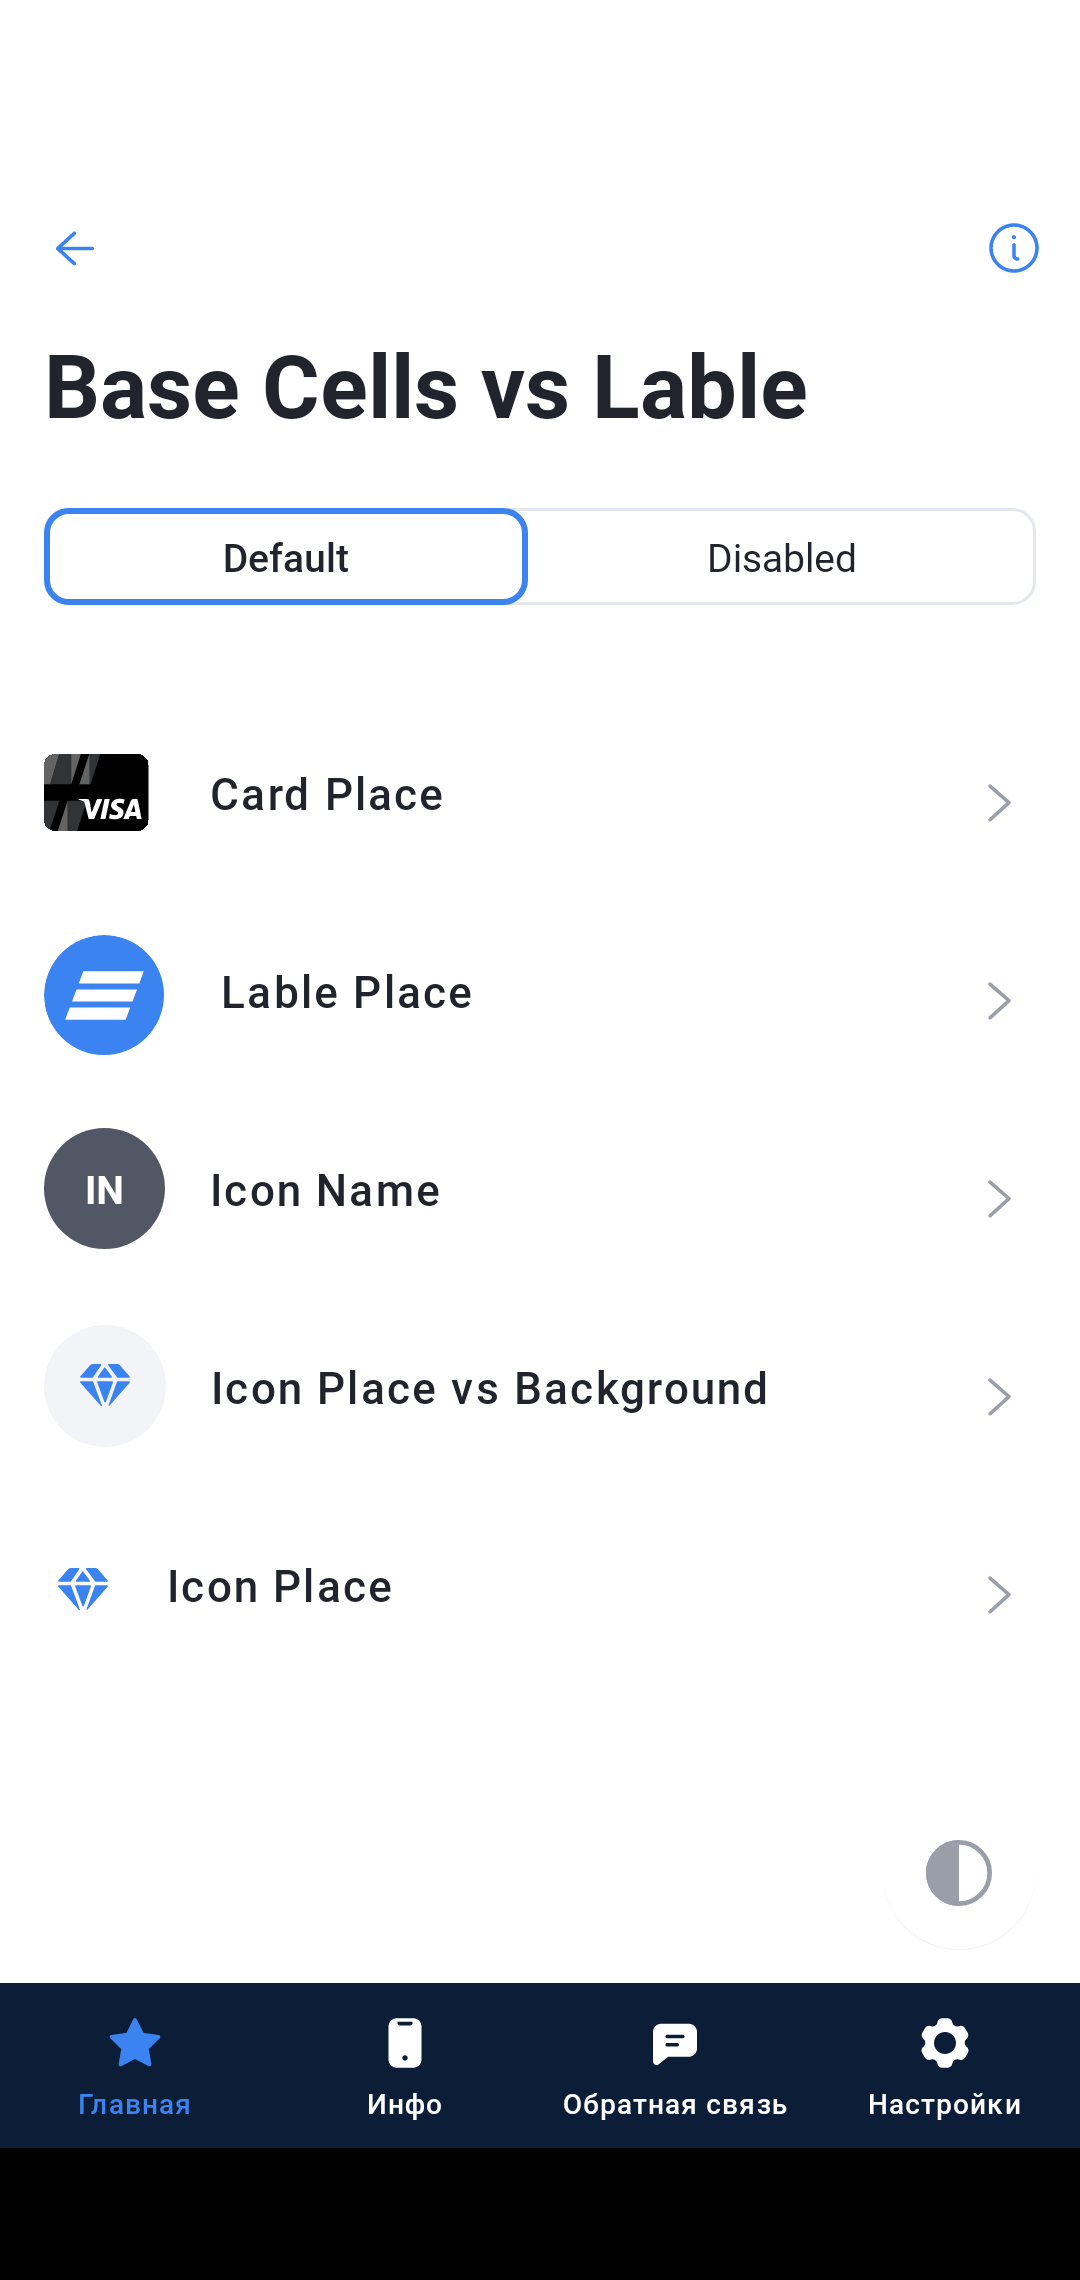 Base Cells vs Lable
Default
Disabled
VISA
Card Place
Lable Place
IN
Icon Name
Icon Place vs Background
Icon Place
Главная
Инфо
Обратная связь
Настройки